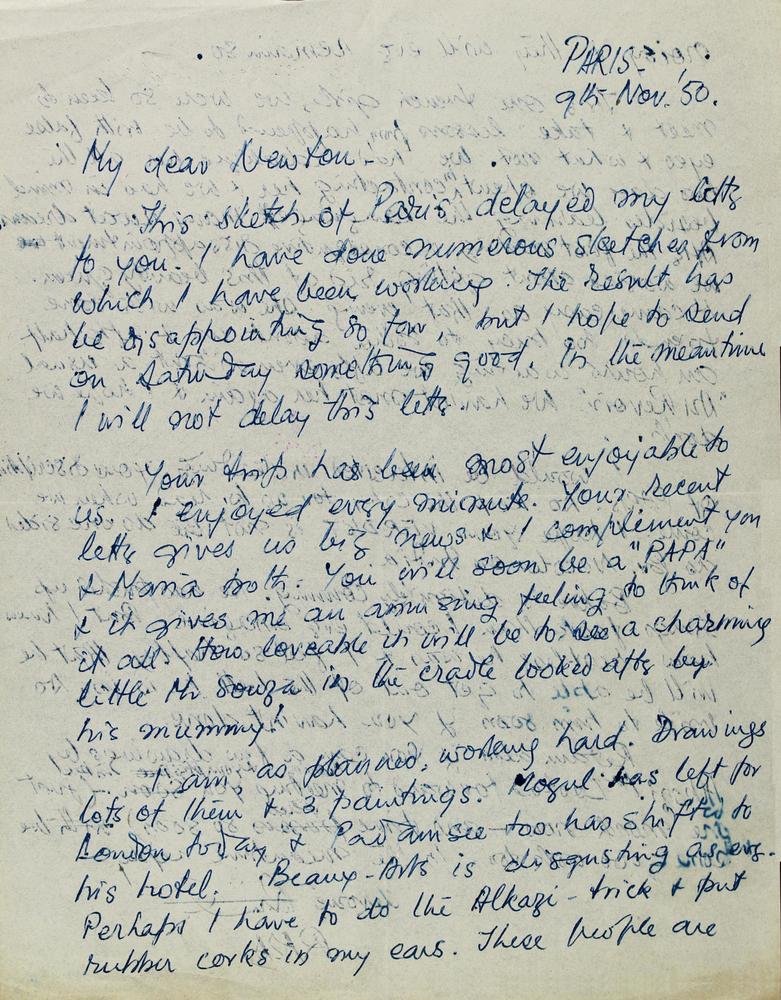 PARIS-
9th Nov. '50.
My dear Newton-
This sketch of Paris delayed my letter
to you. I have done numerous sketches from
which I have been working. The result has
be disappointing so far, but I hope to send
on Saturday something good. In the meantime
I will not delay this letter.
Your trip has been most enjoyable to
us. I enjoyed every minute. Your recent
letter gives us big news & I complement you
& Maria both. You will soon be a "PAPA"
& it gives me an amusing feeling to think of
it all. How loveable it will be to see a charming
little Mr Souza in the cradle looked after by
his mummy!
I am, as planned, working hard. Drawings
lots of them & 3 paintings. Mogul has left for
London today & Padamsee too has shifted to
his hotel. Beaux-Arts is disgusting as ever.
Perhaps I have to do the Alkazi-trick & put
rubber corks in my ears. These people are